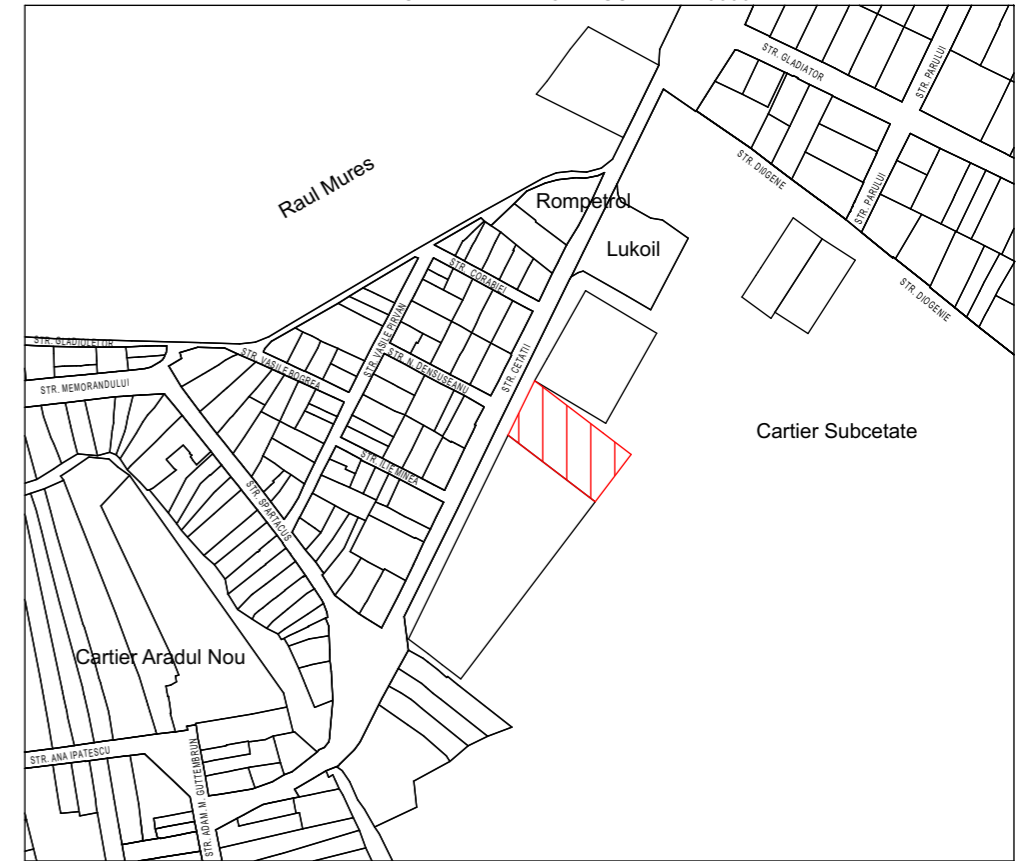 STR. GLADIATOR
STR. PARULUI
STR. DIOGENE
STR. PARULUI
Raul Mures
Rompetrol
Lukoil
STR. CORABIEI
STR. DIOGENIE
STR. VASILE PIRVAN
STR. GLADIOLELOR
STR. VASILE BOGREA
STR. N. DENSUSEANU
STR. CETATII
STR. MEMORANDULUI
Cartier Subcetate
STR. ILIE MINEA
STR. SPARTACUS
Cartier Aradul Nou
STR. ANA IPATESCU
STR. ADAM. M. GUTTEMBRUN